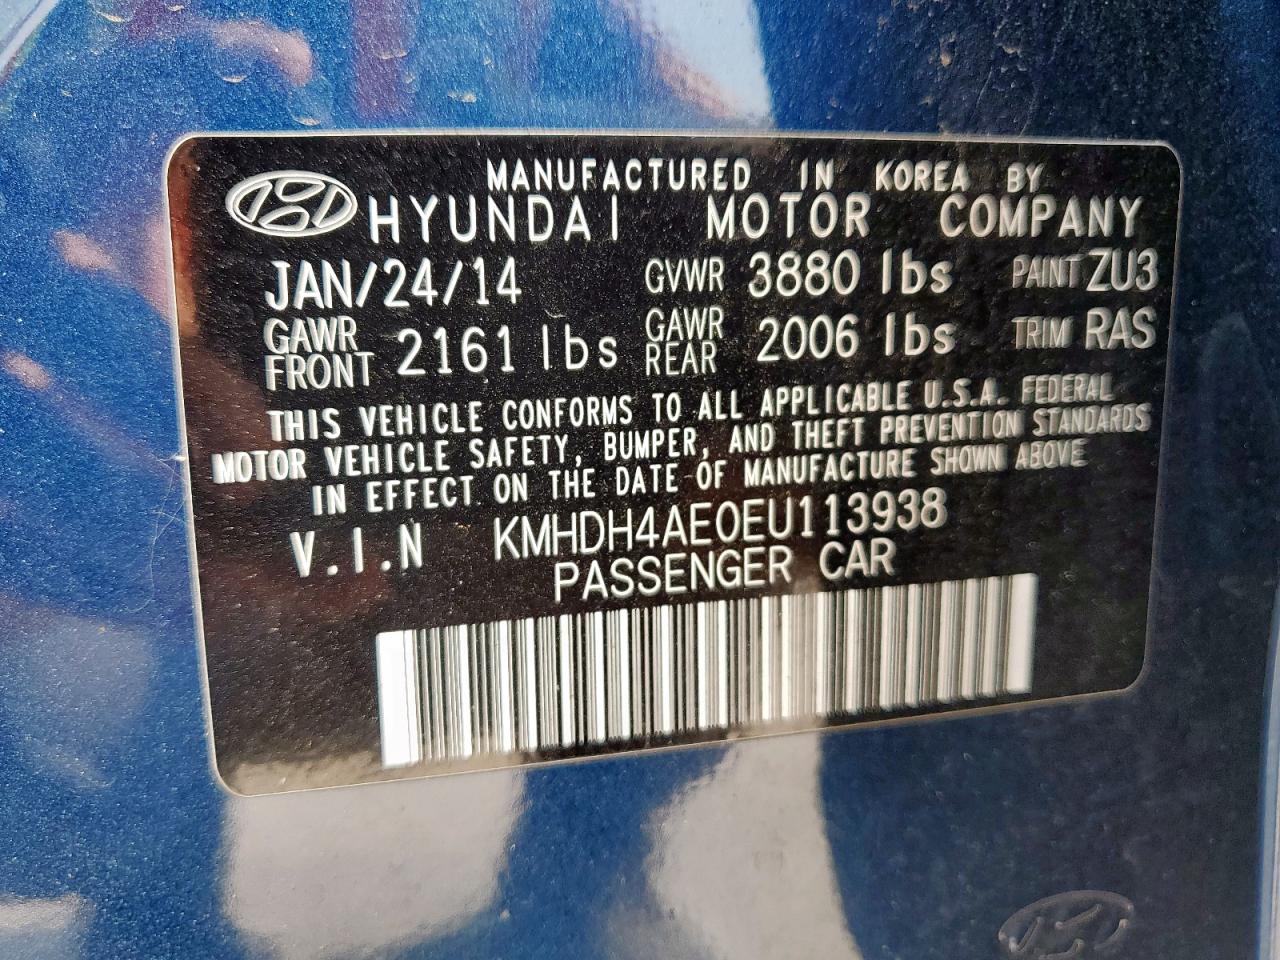 MANUFACTURED IN KOREA BY
HYUNDAI MOTOR COMPANY
JAN/24/14 GVWR 3880 lbs PAINT ZU3
GAWR FRONT 2161 lbs GAWR REAR 2006 lbs TRIM RAS
THIS VEHICLE CONFORMS TO ALL APPLICABLE U.S.A. FEDERAL
MOTOR VEHICLE SAFETY, BUMPER, AND THEFT PREVENTION STANDARDS
IN EFFECT ON THE DATE OF MANUFACTURE SHOWN ABOVE
V.I.N KMHDH4AE0EU113938
PASSENGER CAR